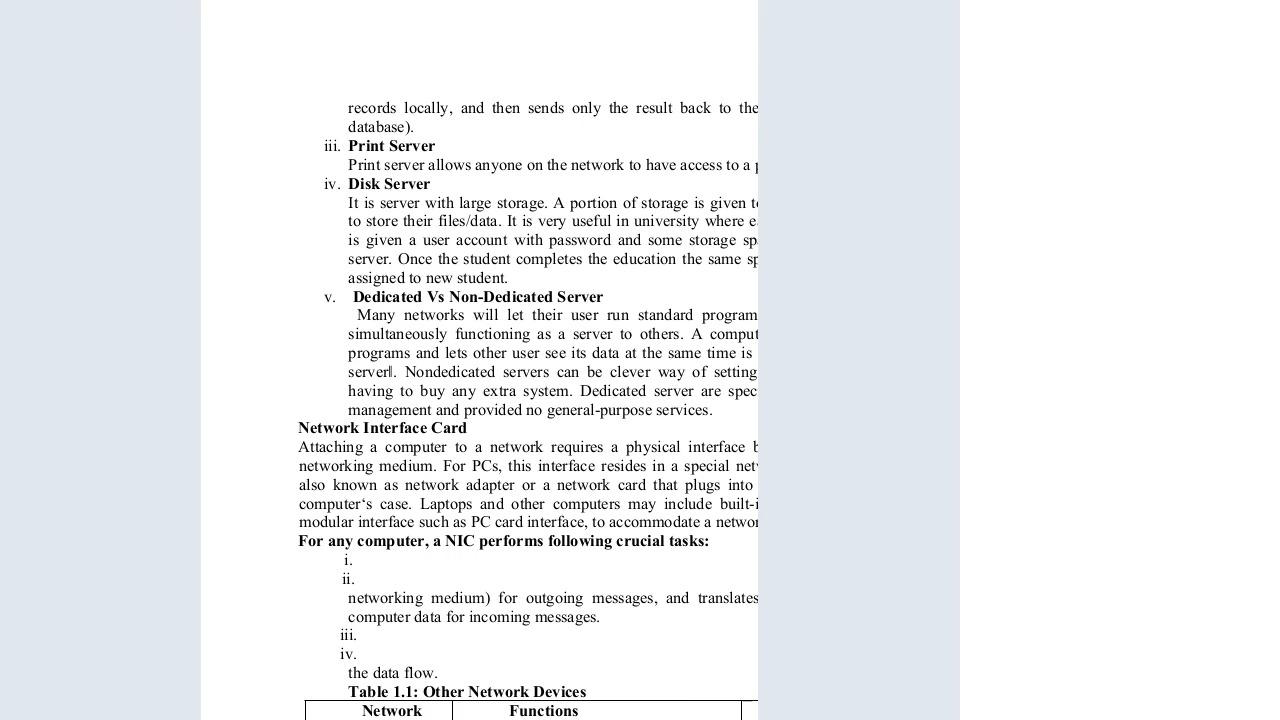 records locally, and then sends only the result back to the
database).
iii. Print Server
Print server allows anyone on the network to have access to a
iv. Disk Server
It is server with large storage. A portion of storage is given
to store their files/data. It is very useful in university where
is given a user account with password and some storage
server. Once the student completes the education the same
assigned to new student.
v. Dedicated Vs Non-Dedicated Server
Many networks will let their user run standard program
simultaneously functioning as a server to others. A
programs and lets other user see its data at the same time is
server‖. Nondedicated servers can be clever way of setting
having to buy any extra system. Dedicated server are
management and provided no general-purpose services.
Network Interface Card
Attaching a computer to a network requires a physical interface
networking medium. For PCs, this interface resides in a special
also known as network adapter or a network card that plugs into
computer‘s case. Laptops and other computers may include
modular interface such as PC card interface, to accommodate a
For any computer, a NIC performs following crucial tasks:
i.
ii.
networking medium) for outgoing messages, and translates
computer data for incoming messages.
iii.
iv.
the data flow.
Table 1.1: Other Network Devices
Network Functions